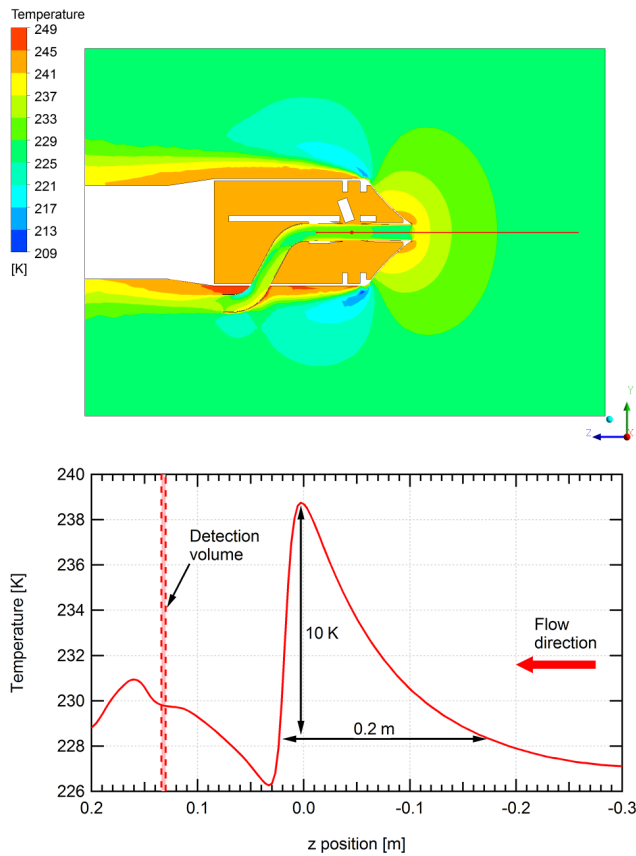 Temperature
249
245
241
237
233
229
225
221
217
213
209
[K]
Y
Z
X
240
238
236
234
232
230
228
226
Temperature [K]
Detection
volume
10 K
0.2 m
Flow
direction
0.2
0.1
0.0
-0.1
-0.2
-0.3
z position [m]